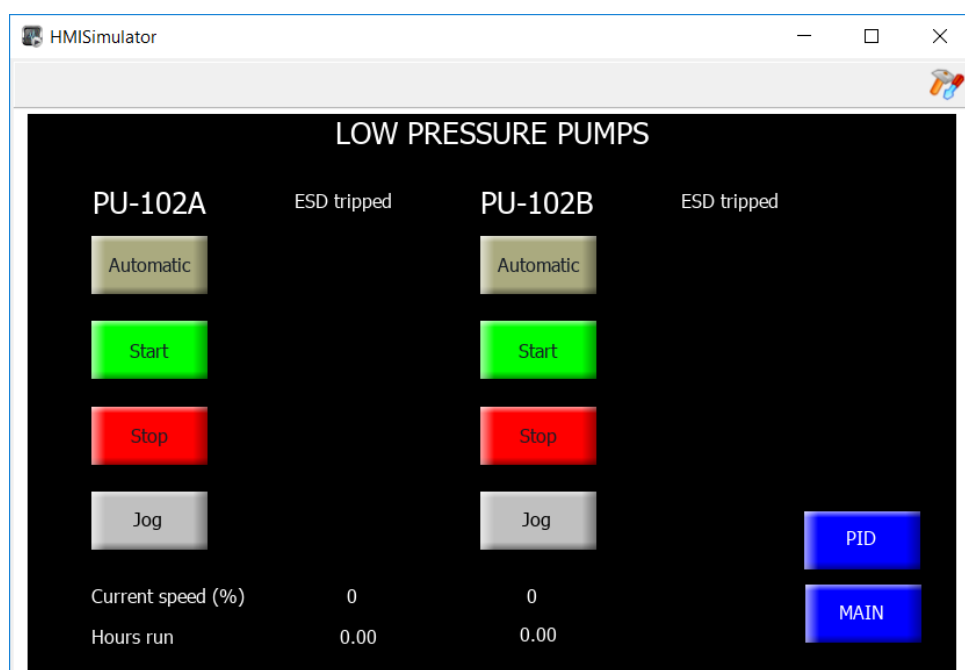 HMISimulator
LOW PRESSURE PUMPS
PU-102A ESD tripped PU-102B ESD tripped
Automatic Automatic
Start Start
Stop Stop
Jog Jog
PID
Current speed (%) 0 0
MAIN
Hours run 0.00 0.00